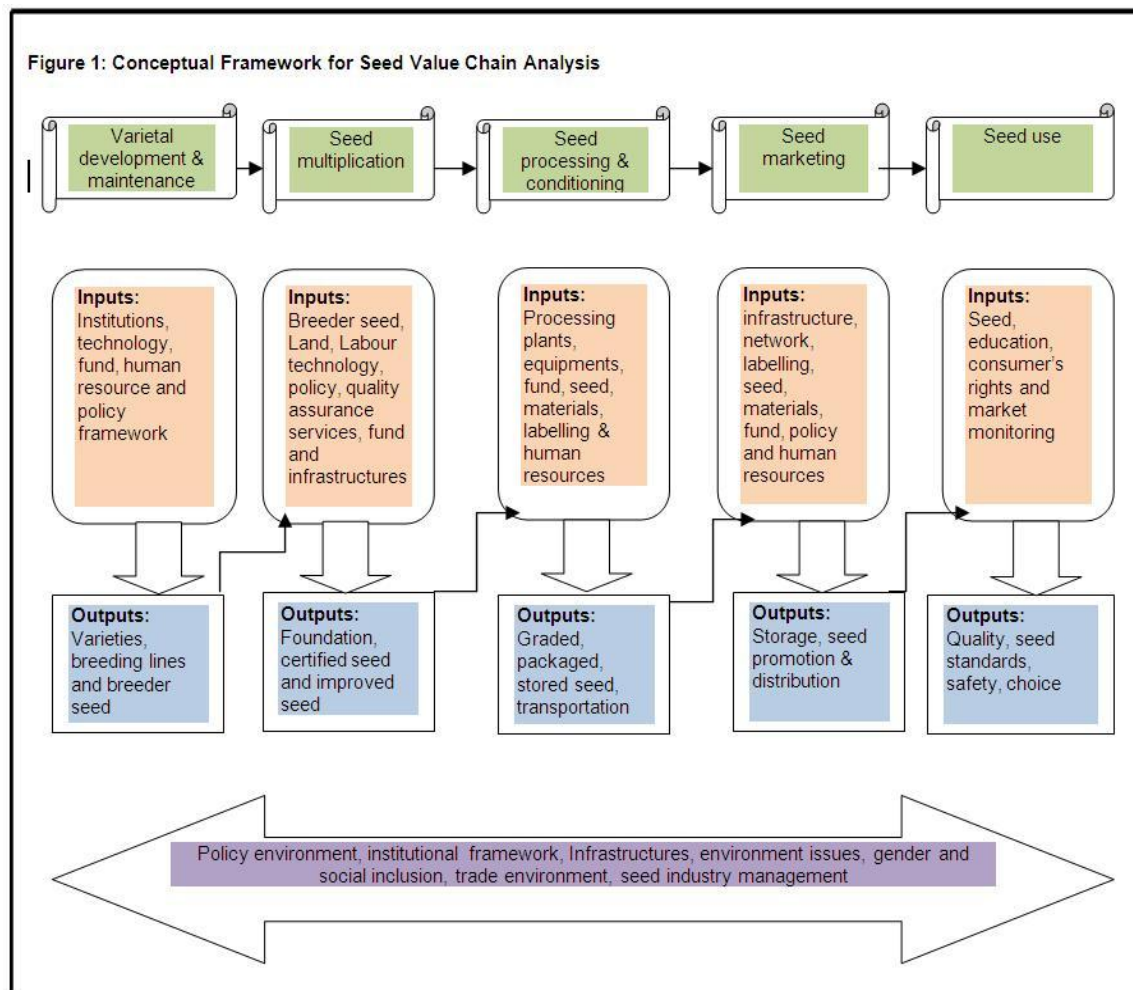 Figure 1: Conceptual Framework for Seed Value Chain Analysis
Varietal
development &
maintenance
Seed
multiplication
Seed
processing &
conditioning
Seed
marketing
Seed use
Inputs:
Institutions,
technology,
fund, human
resource and
policy
framework
Inputs:
Breeder seed,
Land, Labour
technology,
policy, quality
assurance
services, fund
and
infrastructures
Inputs:
Processing
plants,
equipments,
fund, seed,
materials,
labelling &
human
resources
Inputs:
infrastructure,
network,
labelling,
seed,
materials,
fund, policy
and human
resources
Inputs:
Seed,
education,
consumer's
rights and
market
monitoring
Outputs:
Varieties,
breeding lines
and breeder
seed
Outputs:
Foundation,
certified seed
and improved
seed
Outputs:
Graded,
packaged,
stored seed,
transportation
Outputs:
Storage, seed
promotion &
distribution
Outputs:
Quality, seed
standards,
safety, choice
Policy environment, institutional framework, Infrastructures, environment issues, gender and
social inclusion, trade environment, seed industry management